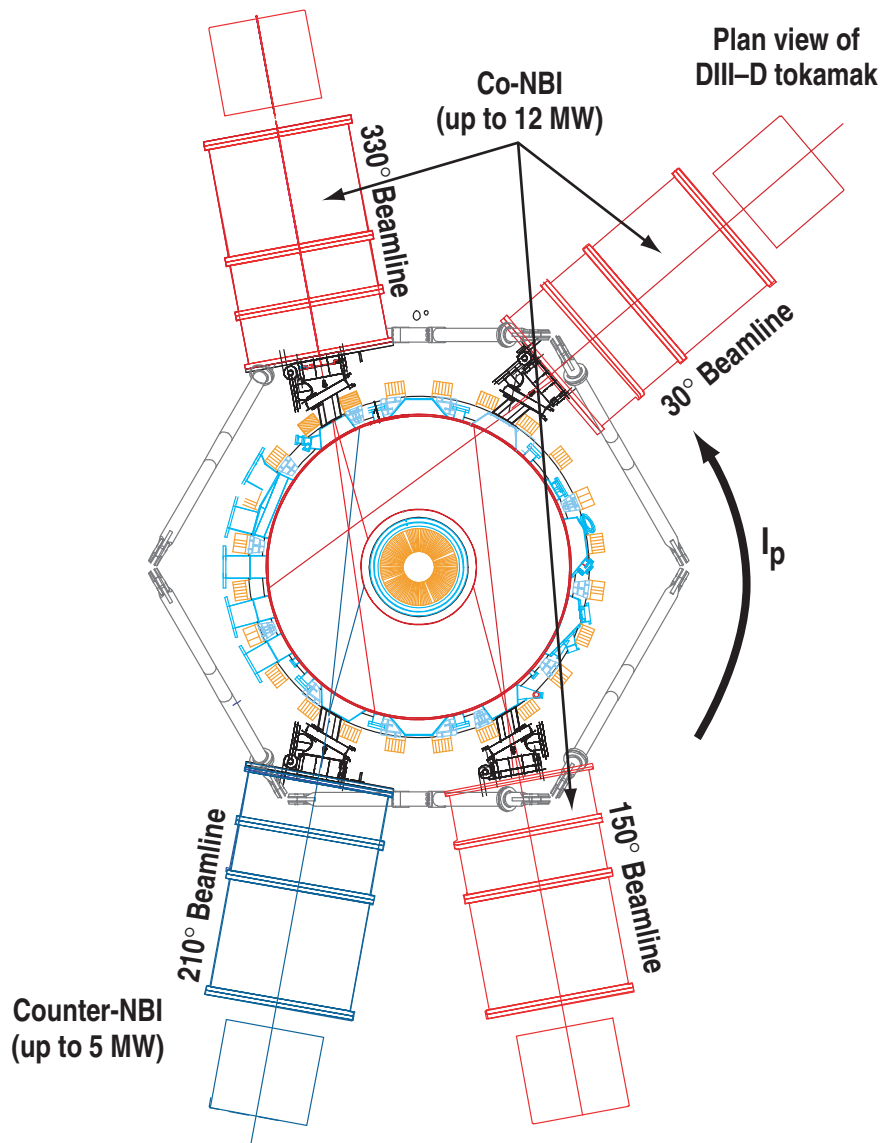 Plan view of
DIII–D tokamak
Co-NBI
(up to 12 MW)
330° Beamline
0°
30° Beamline
Ip
150° Beamline
210° Beamline
Counter-NBI
(up to 5 MW)